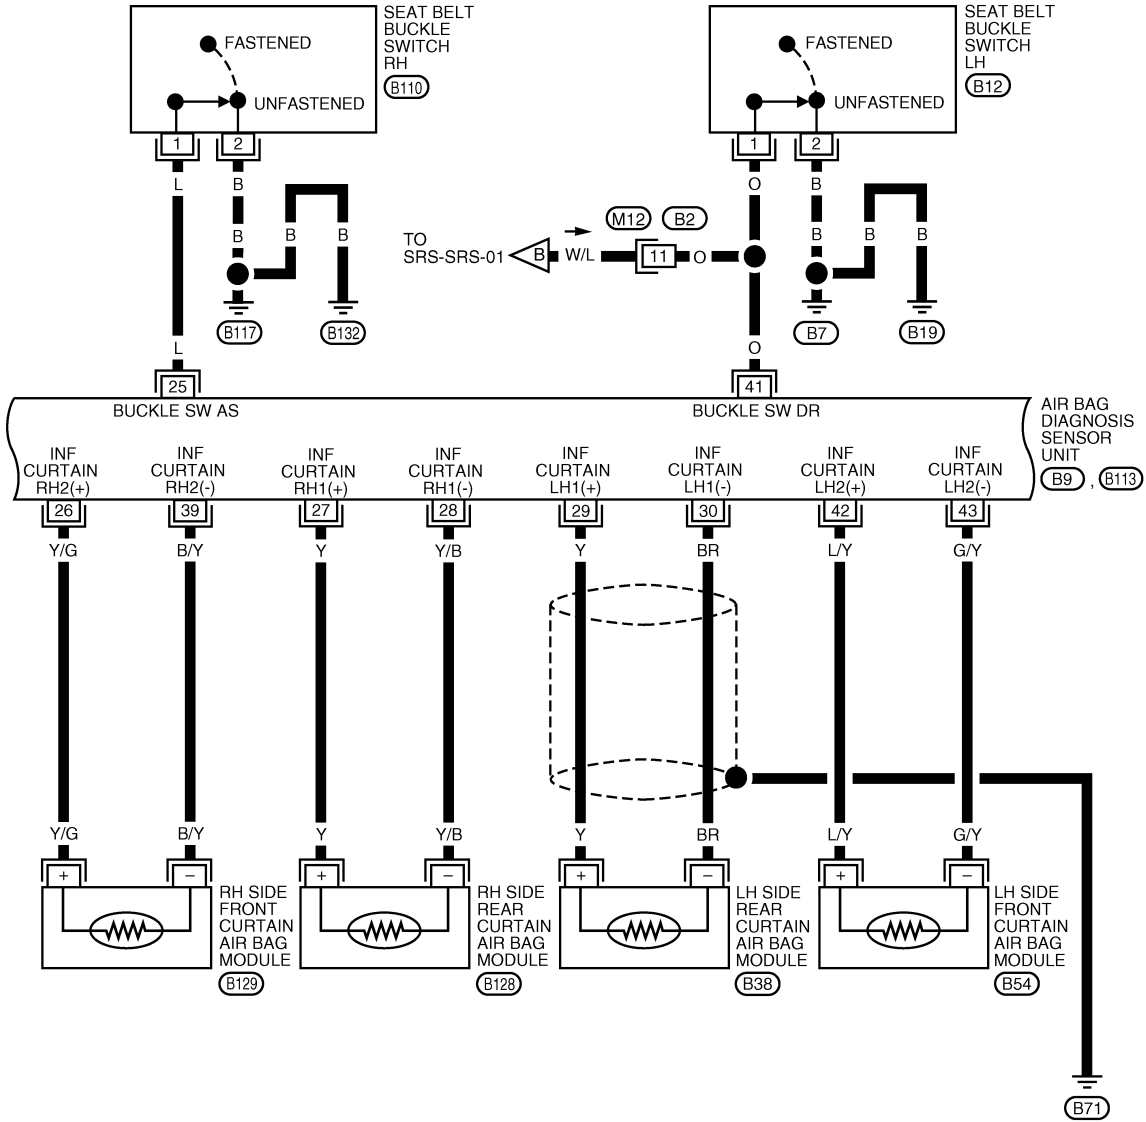 SEAT BELT
BUCKLE
SWITCH
RH
B110
FASTENED
UNFASTENED
1
2
SEAT BELT
BUCKLE
SWITCH
LH
B12
FASTENED
UNFASTENED
1
2
L
B
B
B
B
O
B
B
B
B
M12
B2
TO
SRS-SRS-01
B
W/L
11
O
B117
B132
B7
B19
L
O
25
41
BUCKLE SW AS
BUCKLE SW DR
AIR BAG
DIAGNOSIS
SENSOR
UNIT
B9 , B113
INF
CURTAIN
RH2(+)
INF
CURTAIN
RH2(-)
INF
CURTAIN
RH1(+)
INF
CURTAIN
RH1(-)
INF
CURTAIN
LH1(+)
INF
CURTAIN
LH1(-)
INF
CURTAIN
LH2(+)
INF
CURTAIN
LH2(-)
26
39
27
28
29
30
42
43
Y/G
B/Y
Y
Y/B
Y
BR
L/Y
G/Y
Y/G
B/Y
Y
Y/B
Y
BR
L/Y
G/Y
+
−
+
−
+
−
+
−
RH SIDE
FRONT
CURTAIN
AIR BAG
MODULE
B129
RH SIDE
REAR
CURTAIN
AIR BAG
MODULE
B128
LH SIDE
REAR
CURTAIN
AIR BAG
MODULE
B38
LH SIDE
FRONT
CURTAIN
AIR BAG
MODULE
B54
B71